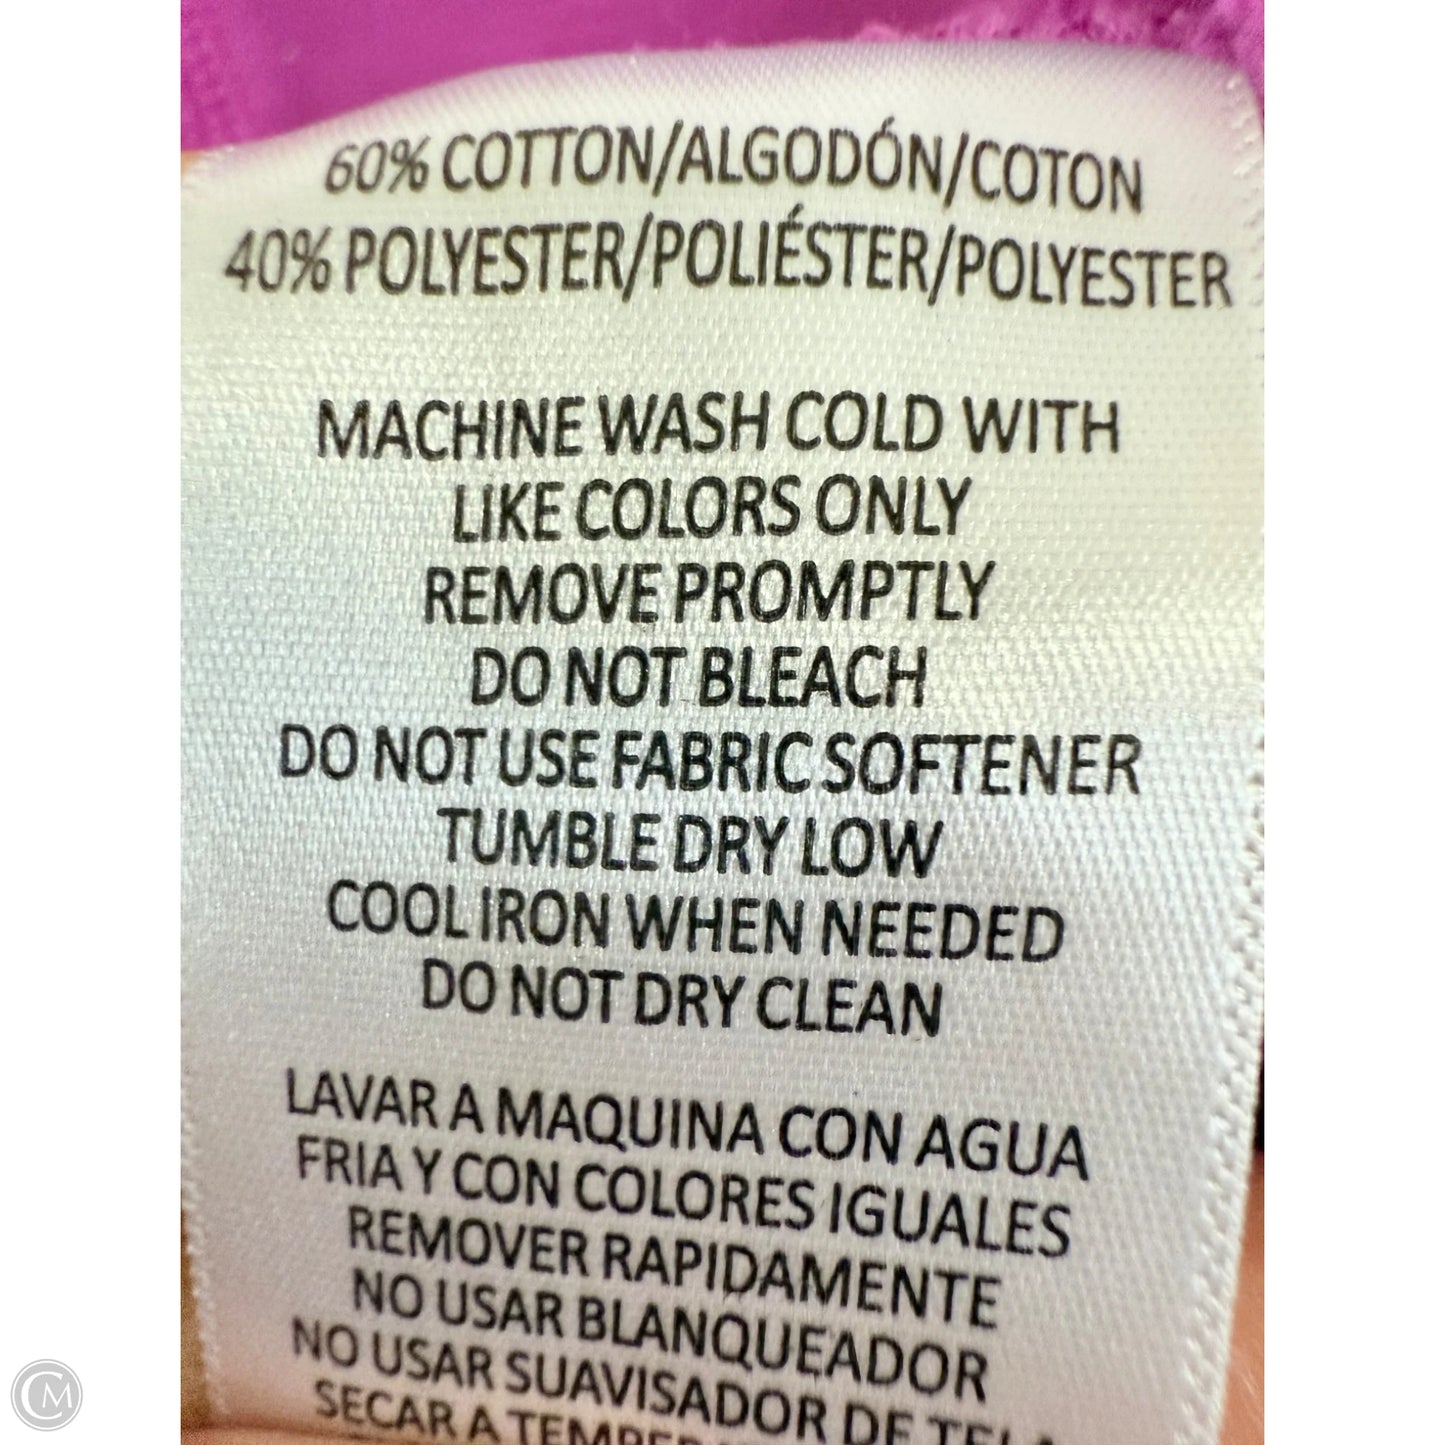 60% COTTON/ALGODÓN/COTON
40% POLYESTER/POLIÉSTER/POLYESTER
MACHINE WASH COLD WITH
LIKE COLORS ONLY
REMOVE PROMPTLY
DO NOT BLEACH
DO NOT USE FABRIC SOFTENER
TUMBLE DRY LOW
COOL IRON WHEN NEEDED
DO NOT DRY CLEAN
LAVAR A MAQUINA CON AGUA
FRIA Y CON COLORES IGUALES
REMOVER RAPIDAMENTE
NO USAR BLANQUEADOR
NO USAR SUAVISADOR DE TELA
SECAR A
CM